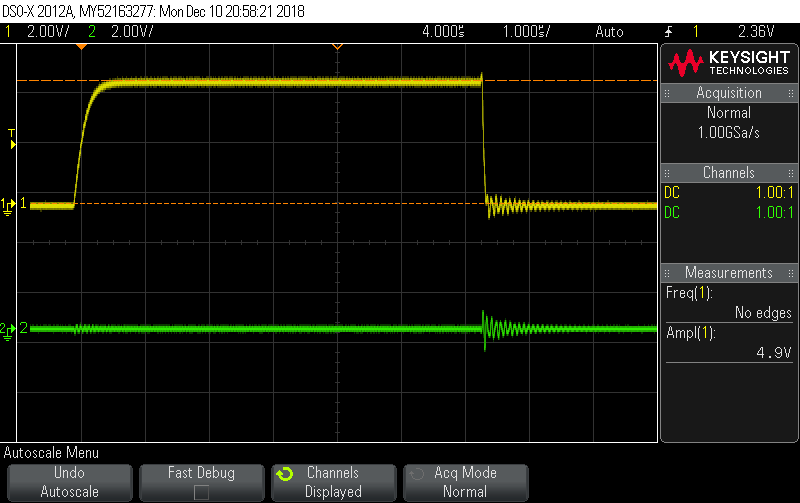 DSO-X 2012A, MY52163277: Mon Dec 10 20:58:21 2018
1 2.00V/ 2 2.00V/ 4.000s 1.000s/ Auto 1 2.36V
KEYSIGHT
TECHNOLOGIES
Acquisition
Normal
1.00GSa/s
Channels
DC 1.00:1
DC 1.00:1
Measurements
Freq(1):
No edges
Ampl(1):
4.9V
T
1 1
2 2
Autoscale Menu
Undo
Autoscale
Fast Debug
Channels
Displayed
Acq Mode
Normal